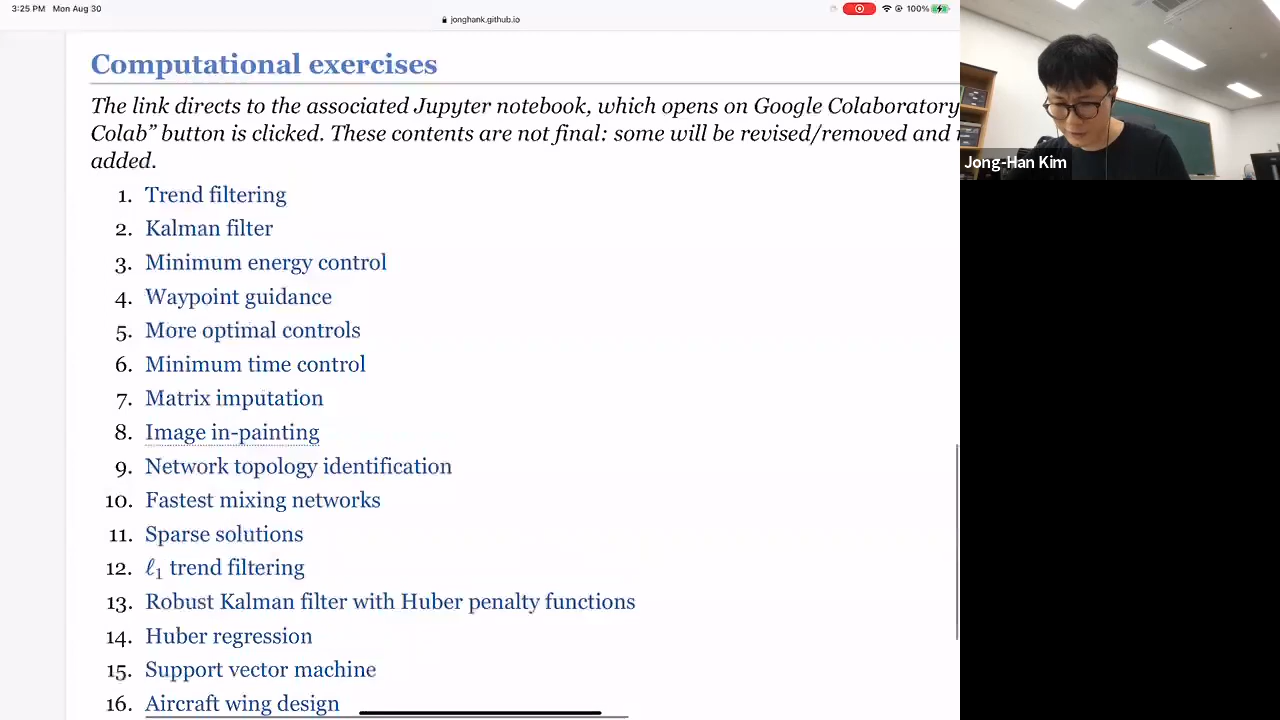 3:25 PM Mon Aug 30
jonghank.github.io
100%
Computational exercises
The link directs to the associated Jupyter notebook, which opens on Google Colaboratory
Colab” button is clicked. These contents are not final: some will be revised/removed and
added.
1. Trend filtering
2. Kalman filter
3. Minimum energy control
4. Waypoint guidance
5. More optimal controls
6. Minimum time control
7. Matrix imputation
8. Image in-painting
9. Network topology identification
10. Fastest mixing networks
11. Sparse solutions
12. ℓ₁ trend filtering
13. Robust Kalman filter with Huber penalty functions
14. Huber regression
15. Support vector machine
16. Aircraft wing design
Jong-Han Kim